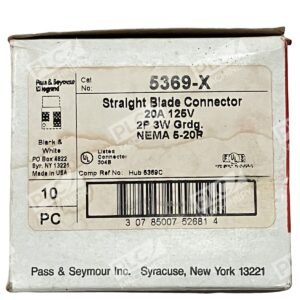 Pass & Seymour
legrand
Cat
No:
5369-X
Straight Blade Connector
20A 125V
2P 3W Grdg.
NEMA 5-20R
Black &
White
PO Box 4822
Syr. NY 13221
Made in USA
Listed
Connector
304B
Comp Ref No: Hub 5369C
10
PC
3 07 85007 52681 4
Pass & Seymour Inc. Syracuse, New York 13221